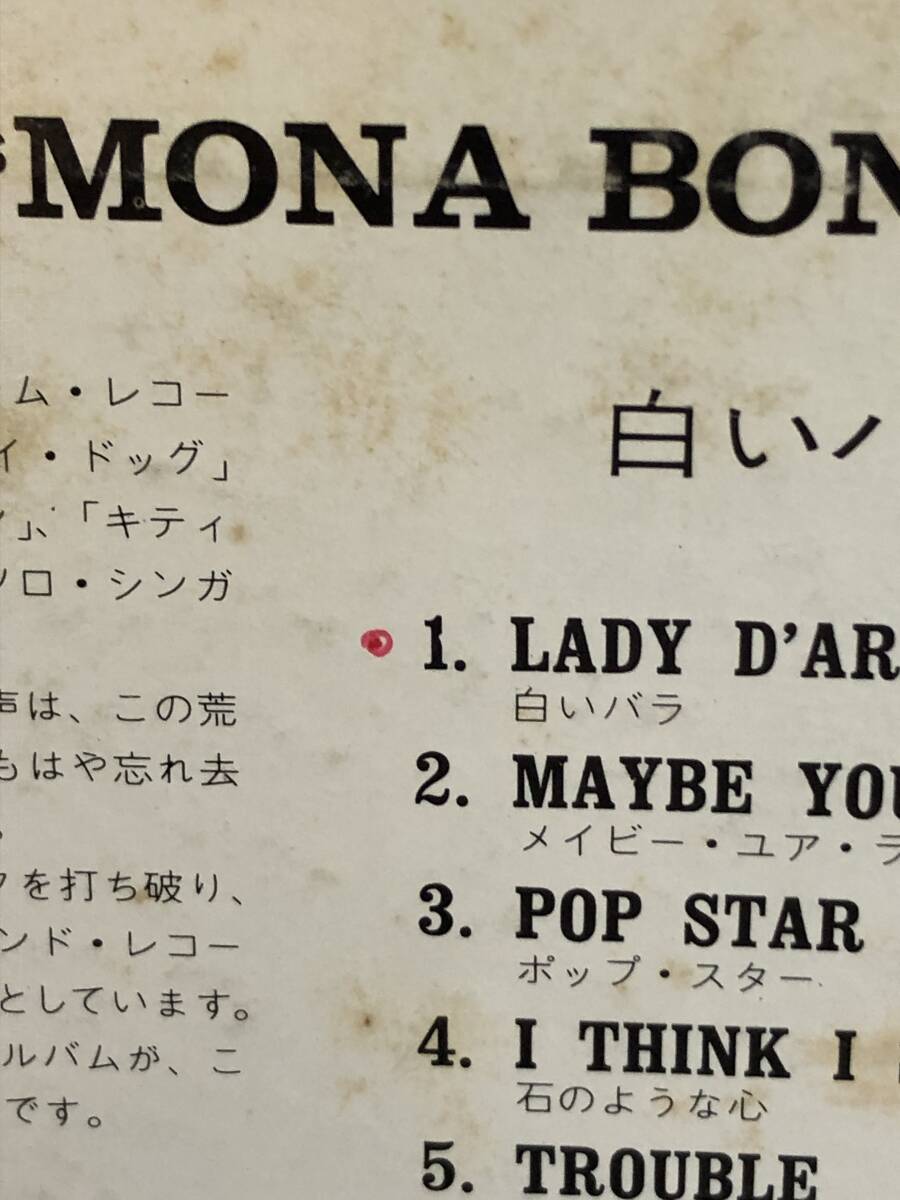 MONA BON
白いバ
ム・レコー
イ・ドッグ」
」、「キティ
ソロ・シンガ
声は、この荒
もはや忘れ去
クを打ち破り、
ンド・レコー
としています。
ルバムが、こ
です。
1. LADY D'AR
白いバラ
2. MAYBE YOU
メイビー・ユア・ラ
3. POP STAR
ポップ・スター
4. I THINK I
石のような心
5. TROUBLE